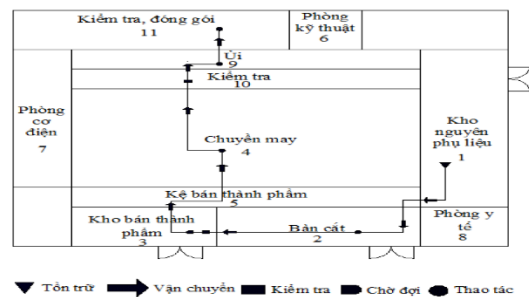 Kiểm tra, đóng gói
11
Phòng
kỹ thuật
6
Ủi
9
Kiểm tra
10
Phòng
cơ điện
7
Chuyền may
4
Kho
nguyên
phụ liệu
1
Kệ bán thành phẩm
5
Kho bán thành
phẩm 3
Bàn cắt
2
Phòng y
tế
8
Tồn trữ
Vận chuyển
Kiểm tra
Chờ đợi
Thao tác